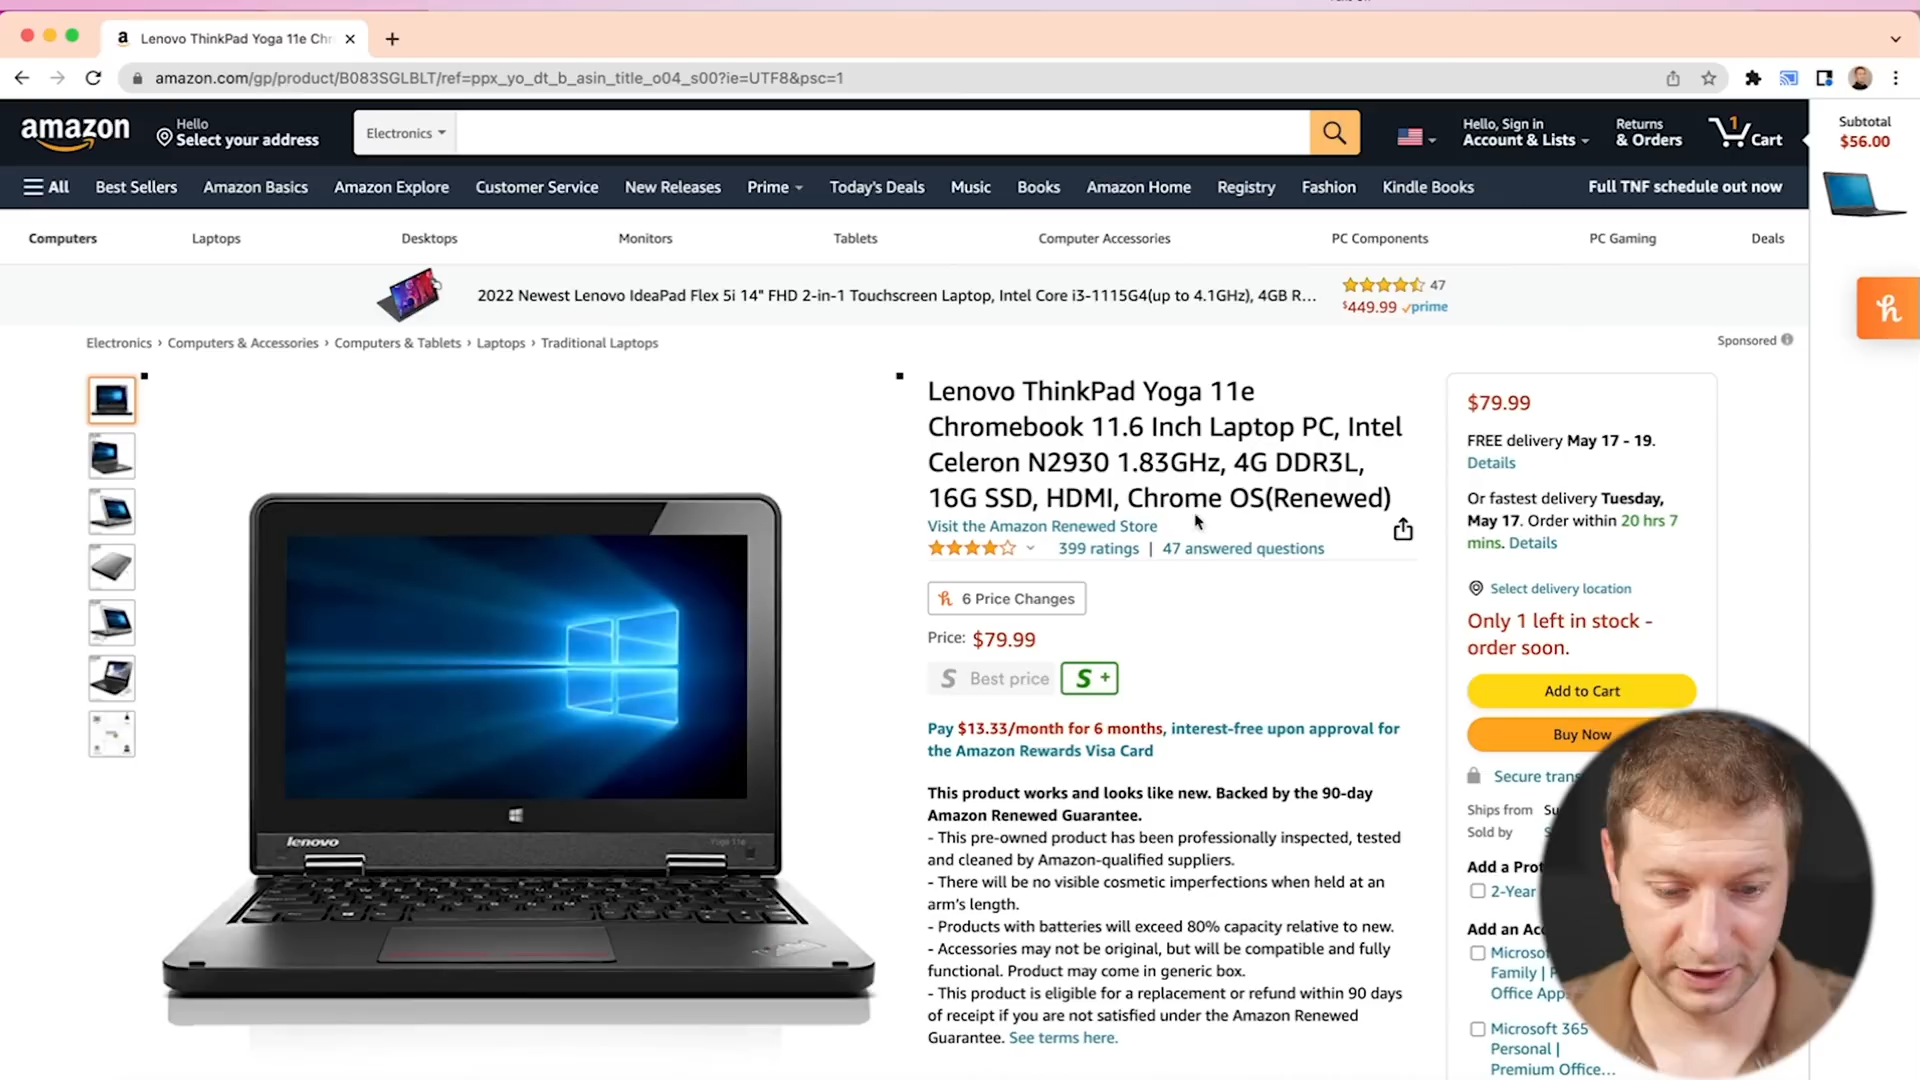 Lenovo ThinkPad Yoga 11e Chr
amazon.com/gp/product/B083SGLBLT/ref=ppx_yo_dt_b_asin_title_o04_s00?ie=UTF8&psc=1
amazon
Hello
Select your address
Electronics
Hello, Sign in
Account & Lists
Returns
& Orders
1
Cart
Subtotal
$56.00
All
Best Sellers
Amazon Basics
Amazon Explore
Customer Service
New Releases
Prime
Today's Deals
Music
Books
Amazon Home
Registry
Fashion
Kindle Books
Full TNF schedule out now
Computers
Laptops
Desktops
Monitors
Tablets
Computer Accessories
PC Components
PC Gaming
Deals
2022 Newest Lenovo IdeaPad Flex 5i 14" FHD 2-in-1 Touchscreen Laptop, Intel Core i3-1115G4(up to 4.1GHz), 4GB R...
47
$449.99 prime
Electronics › Computers & Accessories › Computers & Tablets › Laptops › Traditional Laptops
Sponsored
Lenovo ThinkPad Yoga 11e
Chromebook 11.6 Inch Laptop PC, Intel
Celeron N2930 1.83GHz, 4G DDR3L,
16G SSD, HDMI, Chrome OS(Renewed)
Visit the Amazon Renewed Store
399 ratings | 47 answered questions
6 Price Changes
Price: $79.99
S Best price
S +
Pay $13.33/month for 6 months, interest-free upon approval for
the Amazon Rewards Visa Card
This product works and looks like new. Backed by the 90-day
Amazon Renewed Guarantee.
- This pre-owned product has been professionally inspected, tested
and cleaned by Amazon-qualified suppliers.
- There will be no visible cosmetic imperfections when held at an
arm's length.
- Products with batteries will exceed 80% capacity relative to new.
- Accessories may not be original, but will be compatible and fully
functional. Product may come in generic box.
- This product is eligible for a replacement or refund within 90 days
of receipt if you are not satisfied under the Amazon Renewed
Guarantee. See terms here.
lenovo
Yoga 11e
$79.99
FREE delivery May 17 - 19.
Details
Or fastest delivery Tuesday,
May 17. Order within 20 hrs 7
mins. Details
Select delivery location
Only 1 left in stock -
order soon.
Add to Cart
Buy Now
Secure trans
Ships from Su
Sold by S
Add a Prot
2-Year
Add an Ac
Microsof
Family | P
Office App
Microsoft 365
Personal |
Premium Office...